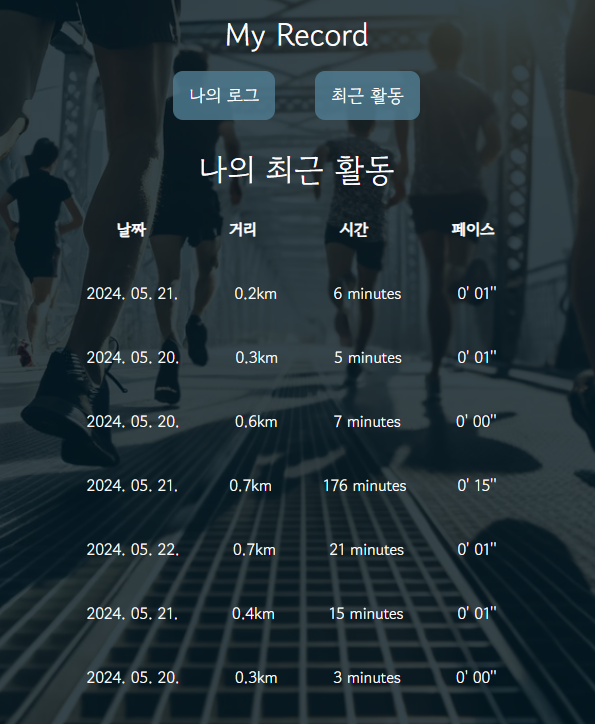 My Record
나의 로그 최근 활동
나의 최근 활동
날짜 거리 시간 페이스
2024. 05. 21. 0.2km 6 minutes 0' 01"
2024. 05. 20. 0.3km 5 minutes 0' 01"
2024. 05. 20. 0.6km 7 minutes 0' 00"
2024. 05. 21. 0.7km 176 minutes 0' 15"
2024. 05. 22. 0.7km 21 minutes 0' 01"
2024. 05. 21. 0.4km 15 minutes 0' 01"
2024. 05. 20. 0.3km 3 minutes 0' 00"